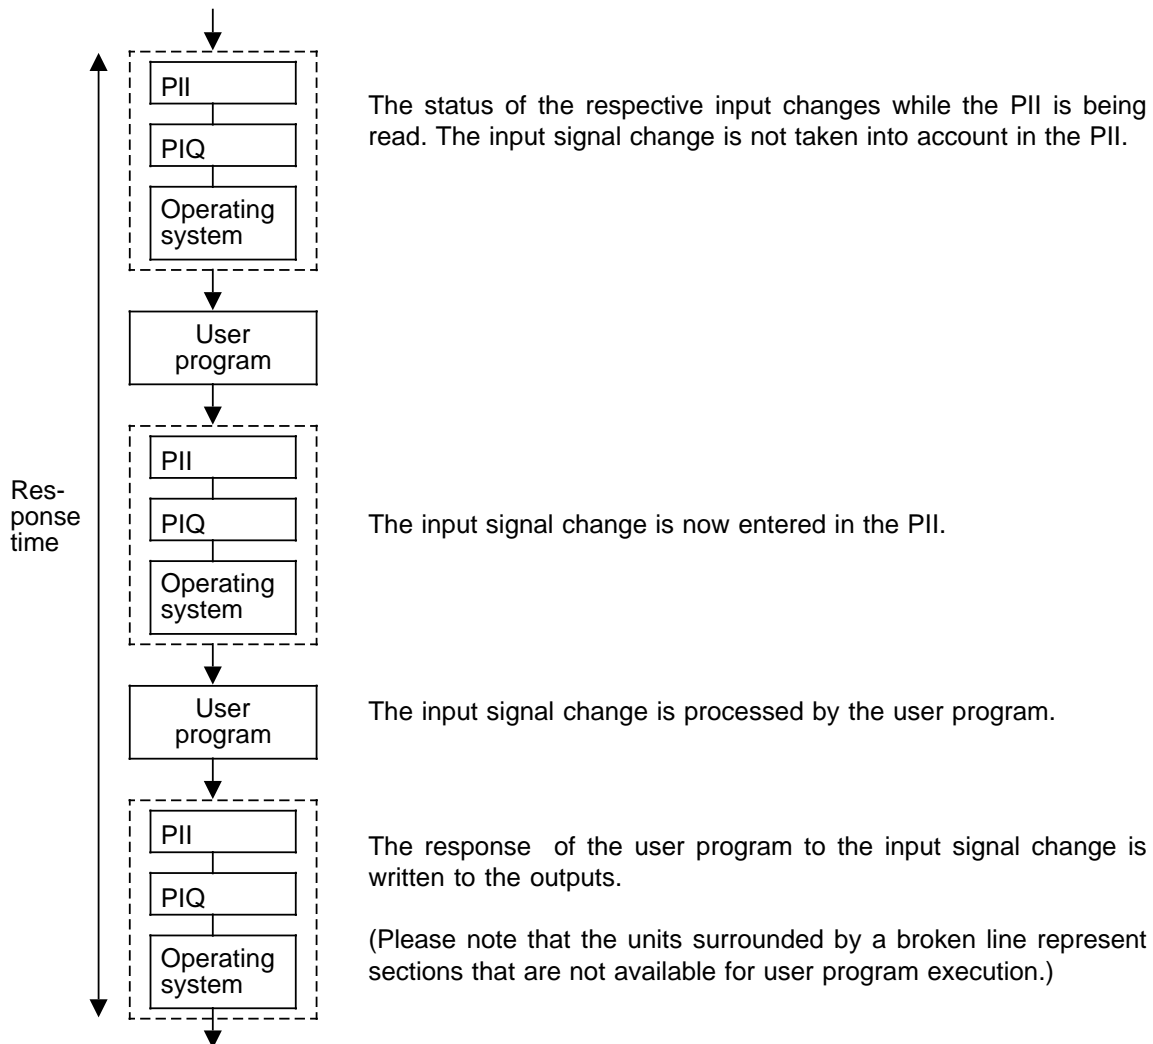 PII
PIQ
Operating
system
The status of the respective input changes while the PII is being
read. The input signal change is not taken into account in the PII.
User
program
Res-
ponse
time
PII
PIQ
Operating
system
The input signal change is now entered in the PII.
User
program
The input signal change is processed by the user program.
PII
PIQ
Operating
system
The response of the user program to the input signal change is
written to the outputs.
(Please note that the units surrounded by a broken line represent
sections that are not available for user program execution.)